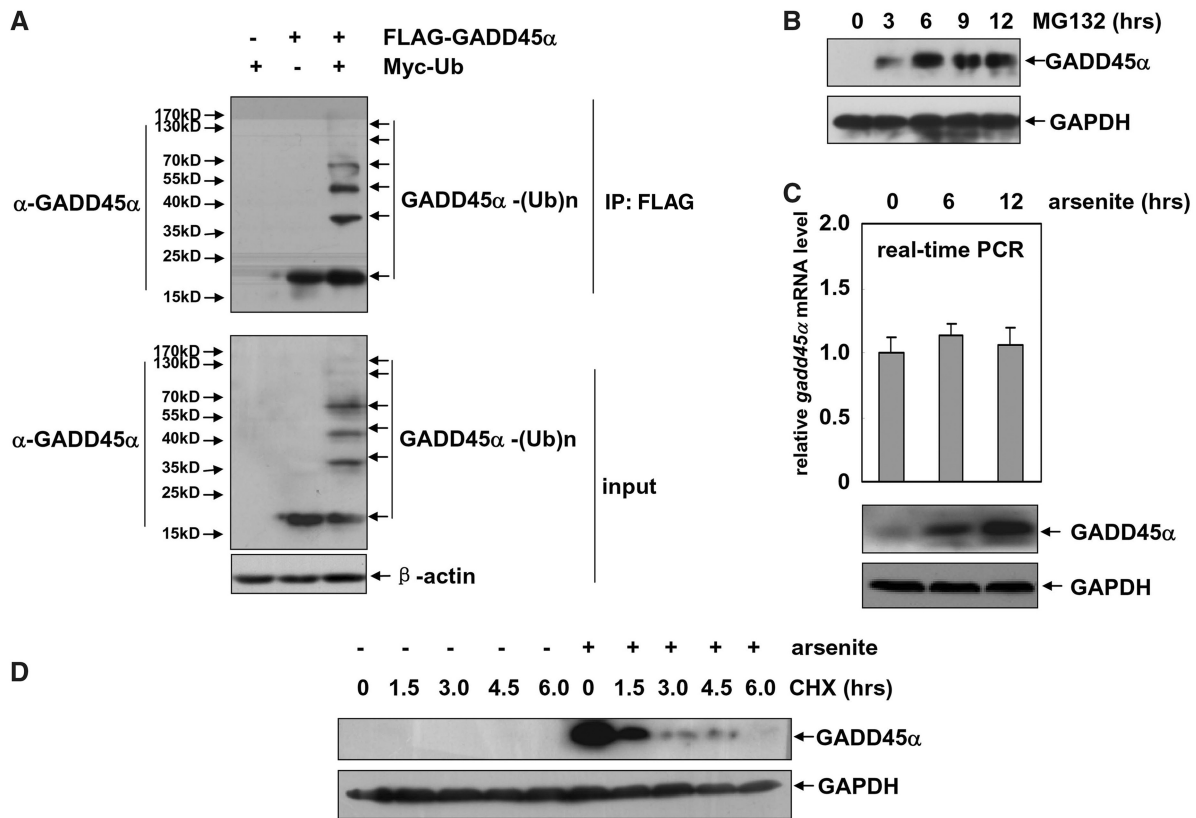 A
- + + FLAG-GADD45α
+ - + Myc-Ub
170kD
130kD
70kD
55kD
40kD
35kD
25kD
15kD
α-GADD45α
GADD45α -(Ub)n
IP: FLAG
170kD
130kD
70kD
55kD
40kD
35kD
25kD
15kD
α-GADD45α
GADD45α -(Ub)n
input
β -actin
B
0 3 6 9 12 MG132 (hrs)
GADD45α
GAPDH
C
0 6 12 arsenite (hrs)
relative gadd45α mRNA level
2.0
1.5
1.0
0.5
0
real-time PCR
GADD45α
GAPDH
D
- - - - - + + + + + arsenite
0 1.5 3.0 4.5 6.0 0 1.5 3.0 4.5 6.0 CHX (hrs)
GADD45α
GAPDH